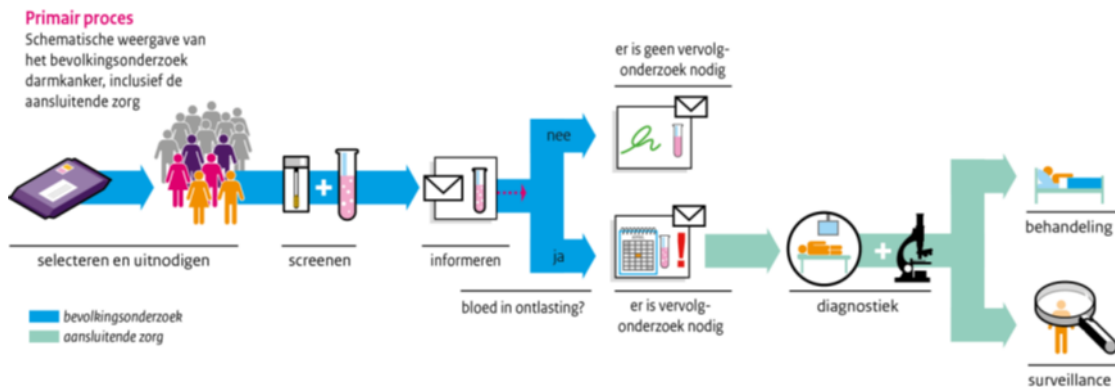 Primair proces
Schematische weergave van
het bevolkingsonderzoek
darmkanker, inclusief de
aansluitende zorg
er is geen vervolg-
onderzoek nodig
nee
selecteren en uitnodigen
screenen
informeren
ja
bloed in ontlasting?
er is vervolg-
onderzoek nodig
diagnostiek
behandeling
surveillance
bevolkingsonderzoek
aansluitende zorg